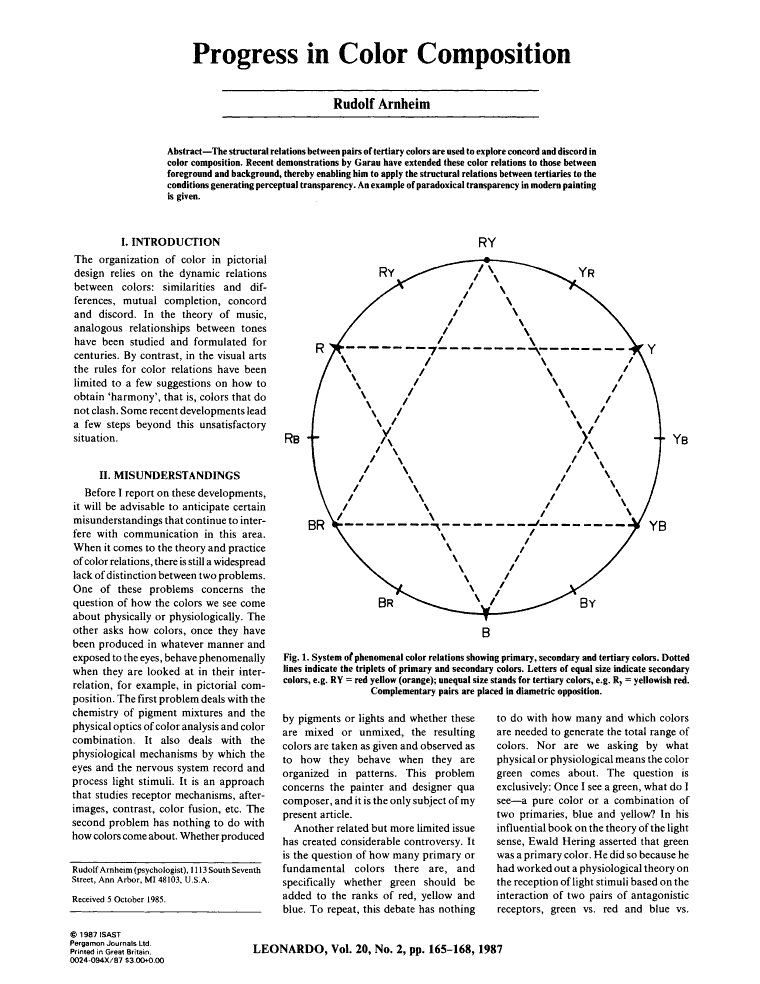 Progress in Color Composition
Rudolf Arnheim
Abstract—The structural relations between pairs of tertiary colors are used to explore concord and discord in
color composition. Recent demonstrations by Garau have extended these color relations to those between
foreground and background, thereby enabling him to apply the structural relations between tertiaries to the
conditions generating perceptual transparency. An example of paradoxical transparency in modern painting
is given.
I. INTRODUCTION
The organization of color in pictorial
design relies on the dynamic relations
between colors: similarities and dif-
ferences, mutual completion, concord
and discord. In the theory of music,
analogous relationships between tones
have been studied and formulated for
centuries. By contrast, in the visual arts
the rules for color relations have been
limited to a few suggestions on how to
obtain ‘harmony’, that is, colors that do
not clash. Some recent developments lead
a few steps beyond this unsatisfactory
situation.
II. MISUNDERSTANDINGS
Before I report on these developments,
it will be advisable to anticipate certain
misunderstandings that continue to inter-
fere with communication in this area.
When it comes to the theory and practice
of color relations, there is still a widespread
lack of distinction between two problems.
One of these problems concerns the
question of how the colors we see come
about physically or physiologically. The
other asks how colors, once they have
been produced in whatever manner and
exposed to the eyes, behave phenomenally
when they are looked at in their inter-
relation, for example, in pictorial com-
position. The first problem deals with the
chemistry of pigment mixtures and the
physical optics of color analysis and color
combination. It also deals with the
physiological mechanisms by which the
eyes and the nervous system record and
process light stimuli. It is an approach
that studies receptor mechanisms, after-
images, contrast, color fusion, etc. The
second problem has nothing to do with
how colors come about. Whether produced
Rudolf Arnheim (psychologist), 1113 South Seventh
Street, Ann Arbor, MI 48103, U.S.A.
Received 5 October 1985.
RY
RY
YR
R
Y
RB
YB
BR
YB
BR
BY
B
Fig. 1. System of phenomenal color relations showing primary, secondary and tertiary colors. Dotted
lines indicate the triplets of primary and secondary colors. Letters of equal size indicate secondary
colors, e.g. RY = red yellow (orange); unequal size stands for tertiary colors, e.g. Ry = yellowish red.
Complementary pairs are placed in diametric opposition.
by pigments or lights and whether these
are mixed or unmixed, the resulting
colors are taken as given and observed as
to how they behave when they are
organized in patterns. This problem
concerns the painter and designer qua
composer, and it is the only subject of my
present article.
Another related but more limited issue
has created considerable controversy. It
is the question of how many primary or
fundamental colors there are, and
specifically whether green should be
added to the ranks of red, yellow and
blue. To repeat, this debate has nothing
to do with how many and which colors
are needed to generate the total range of
colors. Nor are we asking by what
physical or physiological means the color
green comes about. The question is
exclusively: Once I see a green, what do I
see—a pure color or a combination of
two primaries, blue and yellow? In his
influential book on the theory of the light
sense, Ewald Hering asserted that green
was a primary color. He did so because he
had worked out a physiological theory on
the reception of light stimuli based on the
interaction of two pairs of antagonistic
receptors, green vs. red and blue vs.
© 1987 ISAST
Pergamon Journals Ltd.
Printed in Great Britain.
0024-094X/87 $3.00+0.00
LEONARDO, Vol. 20, No. 2, pp. 165–168, 1987